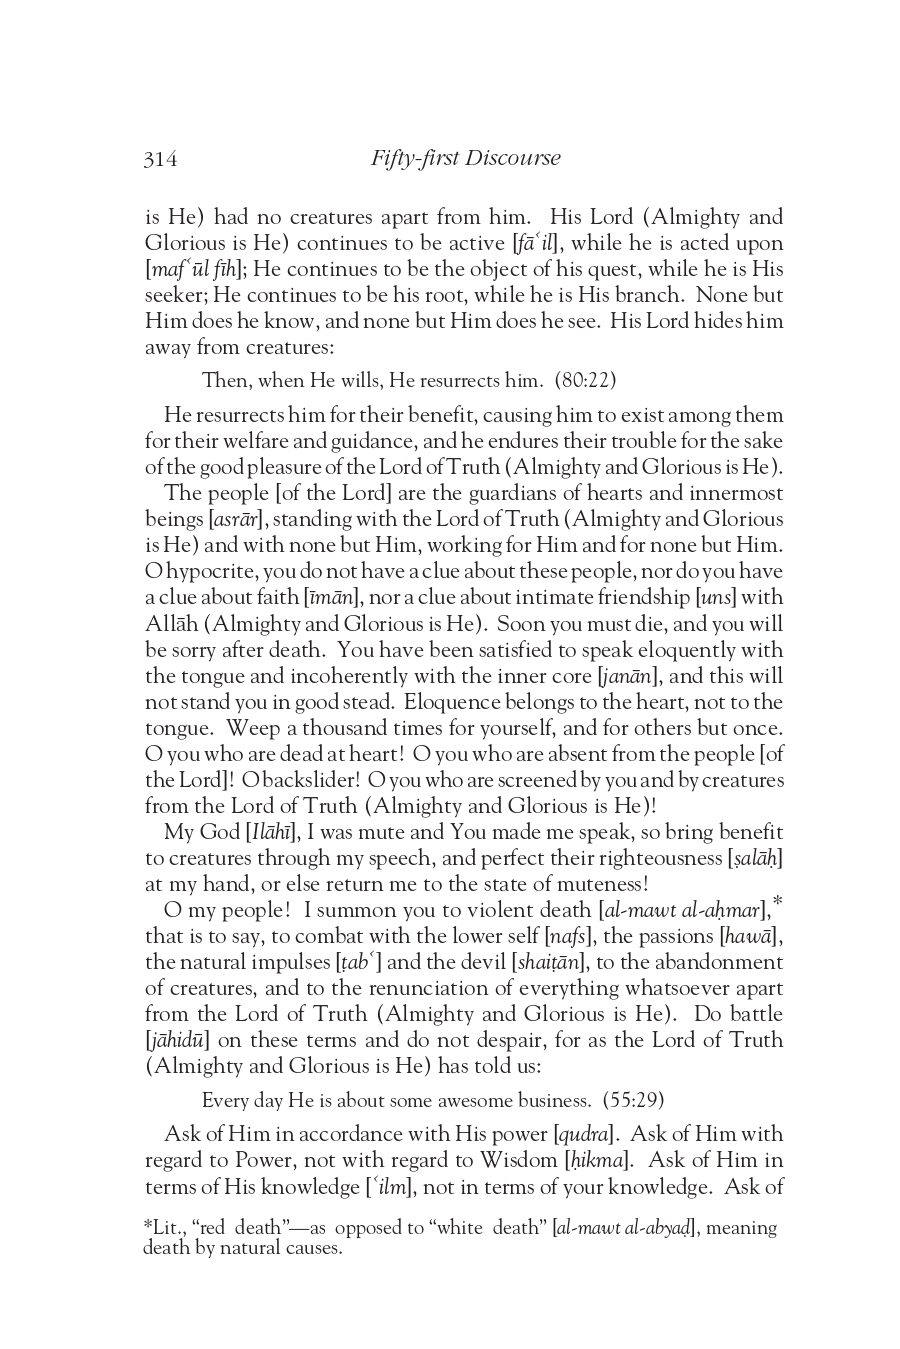 314
Fifty-first Discourse
is He) had no creatures apart from him. His Lord (Almighty and
Glorious is He) continues to be active [fāʿil], while he is acted upon
[mafʿūl fīh]; He continues to be the object of his quest, while he is His
seeker; He continues to be his root, while he is His branch. None but
Him does he know, and none but Him does he see. His Lord hides him
away from creatures:
Then, when He wills, He resurrects him. (80:22)
He resurrects him for their benefit, causing him to exist among them
for their welfare and guidance, and he endures their trouble for the sake
of the good pleasure of the Lord of Truth (Almighty and Glorious is He).
The people [of the Lord] are the guardians of hearts and innermost
beings [asrār], standing with the Lord of Truth (Almighty and Glorious
is He) and with none but Him, working for Him and for none but Him.
O hypocrite, you do not have a clue about these people, nor do you have
a clue about faith [īmān], nor a clue about intimate friendship [uns] with
Allāh (Almighty and Glorious is He). Soon you must die, and you will
be sorry after death. You have been satisfied to speak eloquently with
the tongue and incoherently with the inner core [janān], and this will
not stand you in good stead. Eloquence belongs to the heart, not to the
tongue. Weep a thousand times for yourself, and for others but once.
O you who are dead at heart! O you who are absent from the people [of
the Lord]! O backslider! O you who are screened by you and by creatures
from the Lord of Truth (Almighty and Glorious is He)!
My God [Ilāhī], I was mute and You made me speak, so bring benefit
to creatures through my speech, and perfect their righteousness [ṣalāḥ]
at my hand, or else return me to the state of muteness!
O my people! I summon you to violent death [al-mawt al-aḥmar],*
that is to say, to combat with the lower self [nafs], the passions [hawā],
the natural impulses [ṭabʿ] and the devil [shaiṭān], to the abandonment
of creatures, and to the renunciation of everything whatsoever apart
from the Lord of Truth (Almighty and Glorious is He). Do battle
[jāhidū] on these terms and do not despair, for as the Lord of Truth
(Almighty and Glorious is He) has told us:
Every day He is about some awesome business. (55:29)
Ask of Him in accordance with His power [qudra]. Ask of Him with
regard to Power, not with regard to Wisdom [ḥikma]. Ask of Him in
terms of His knowledge [ʿilm], not in terms of your knowledge. Ask of
*Lit., “red death”—as opposed to “white death” [al-mawt al-abyaḍ], meaning
death by natural causes.